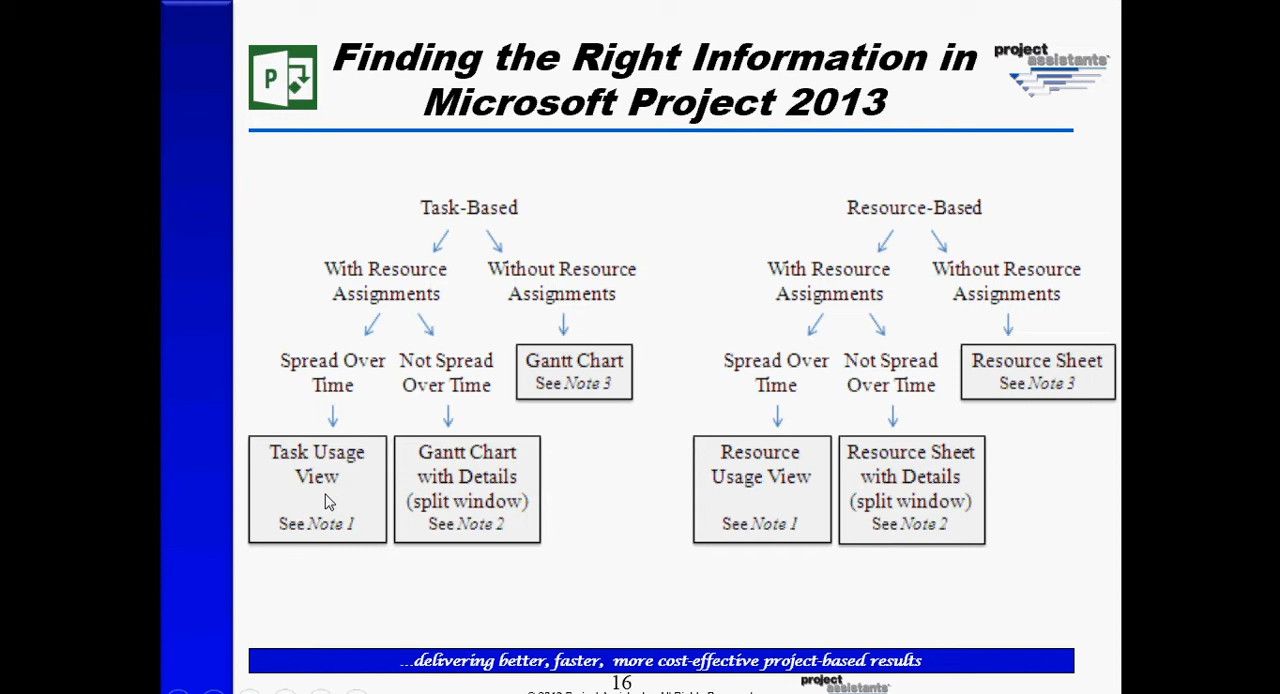 Finding the Right Information in
Microsoft Project 2013
P
project
assistants
Task-Based
With Resource
Assignments
Without Resource
Assignments
Spread Over
Time
Not Spread
Over Time
Gantt Chart
See Note 3
Task Usage
View
See Note 1
Gantt Chart
with Details
(split window)
See Note 2
Resource-Based
With Resource
Assignments
Without Resource
Assignments
Spread Over
Time
Not Spread
Over Time
Resource Sheet
See Note 3
Resource
Usage View
See Note 1
Resource Sheet
with Details
(split window)
See Note 2
...delivering better, faster, more cost-effective project-based results
16
project
assistants